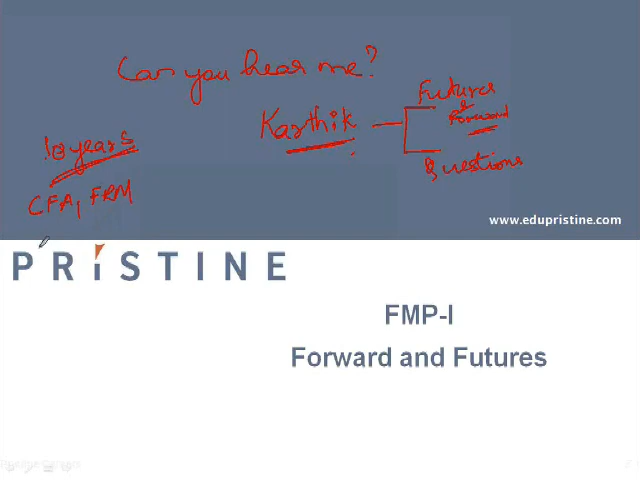 Can you hear me?
Futures
&
Forward
Karthik
Questions
10 years
CFA, FRM
www.edupristine.com
PRISTINE
FMP-I
Forward and Futures